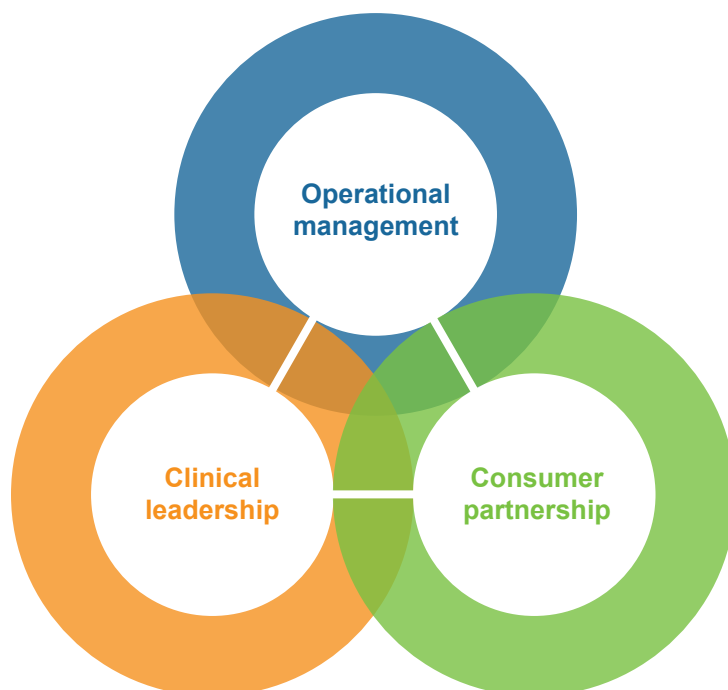 Operational
management
Clinical
leadership
Consumer
partnership